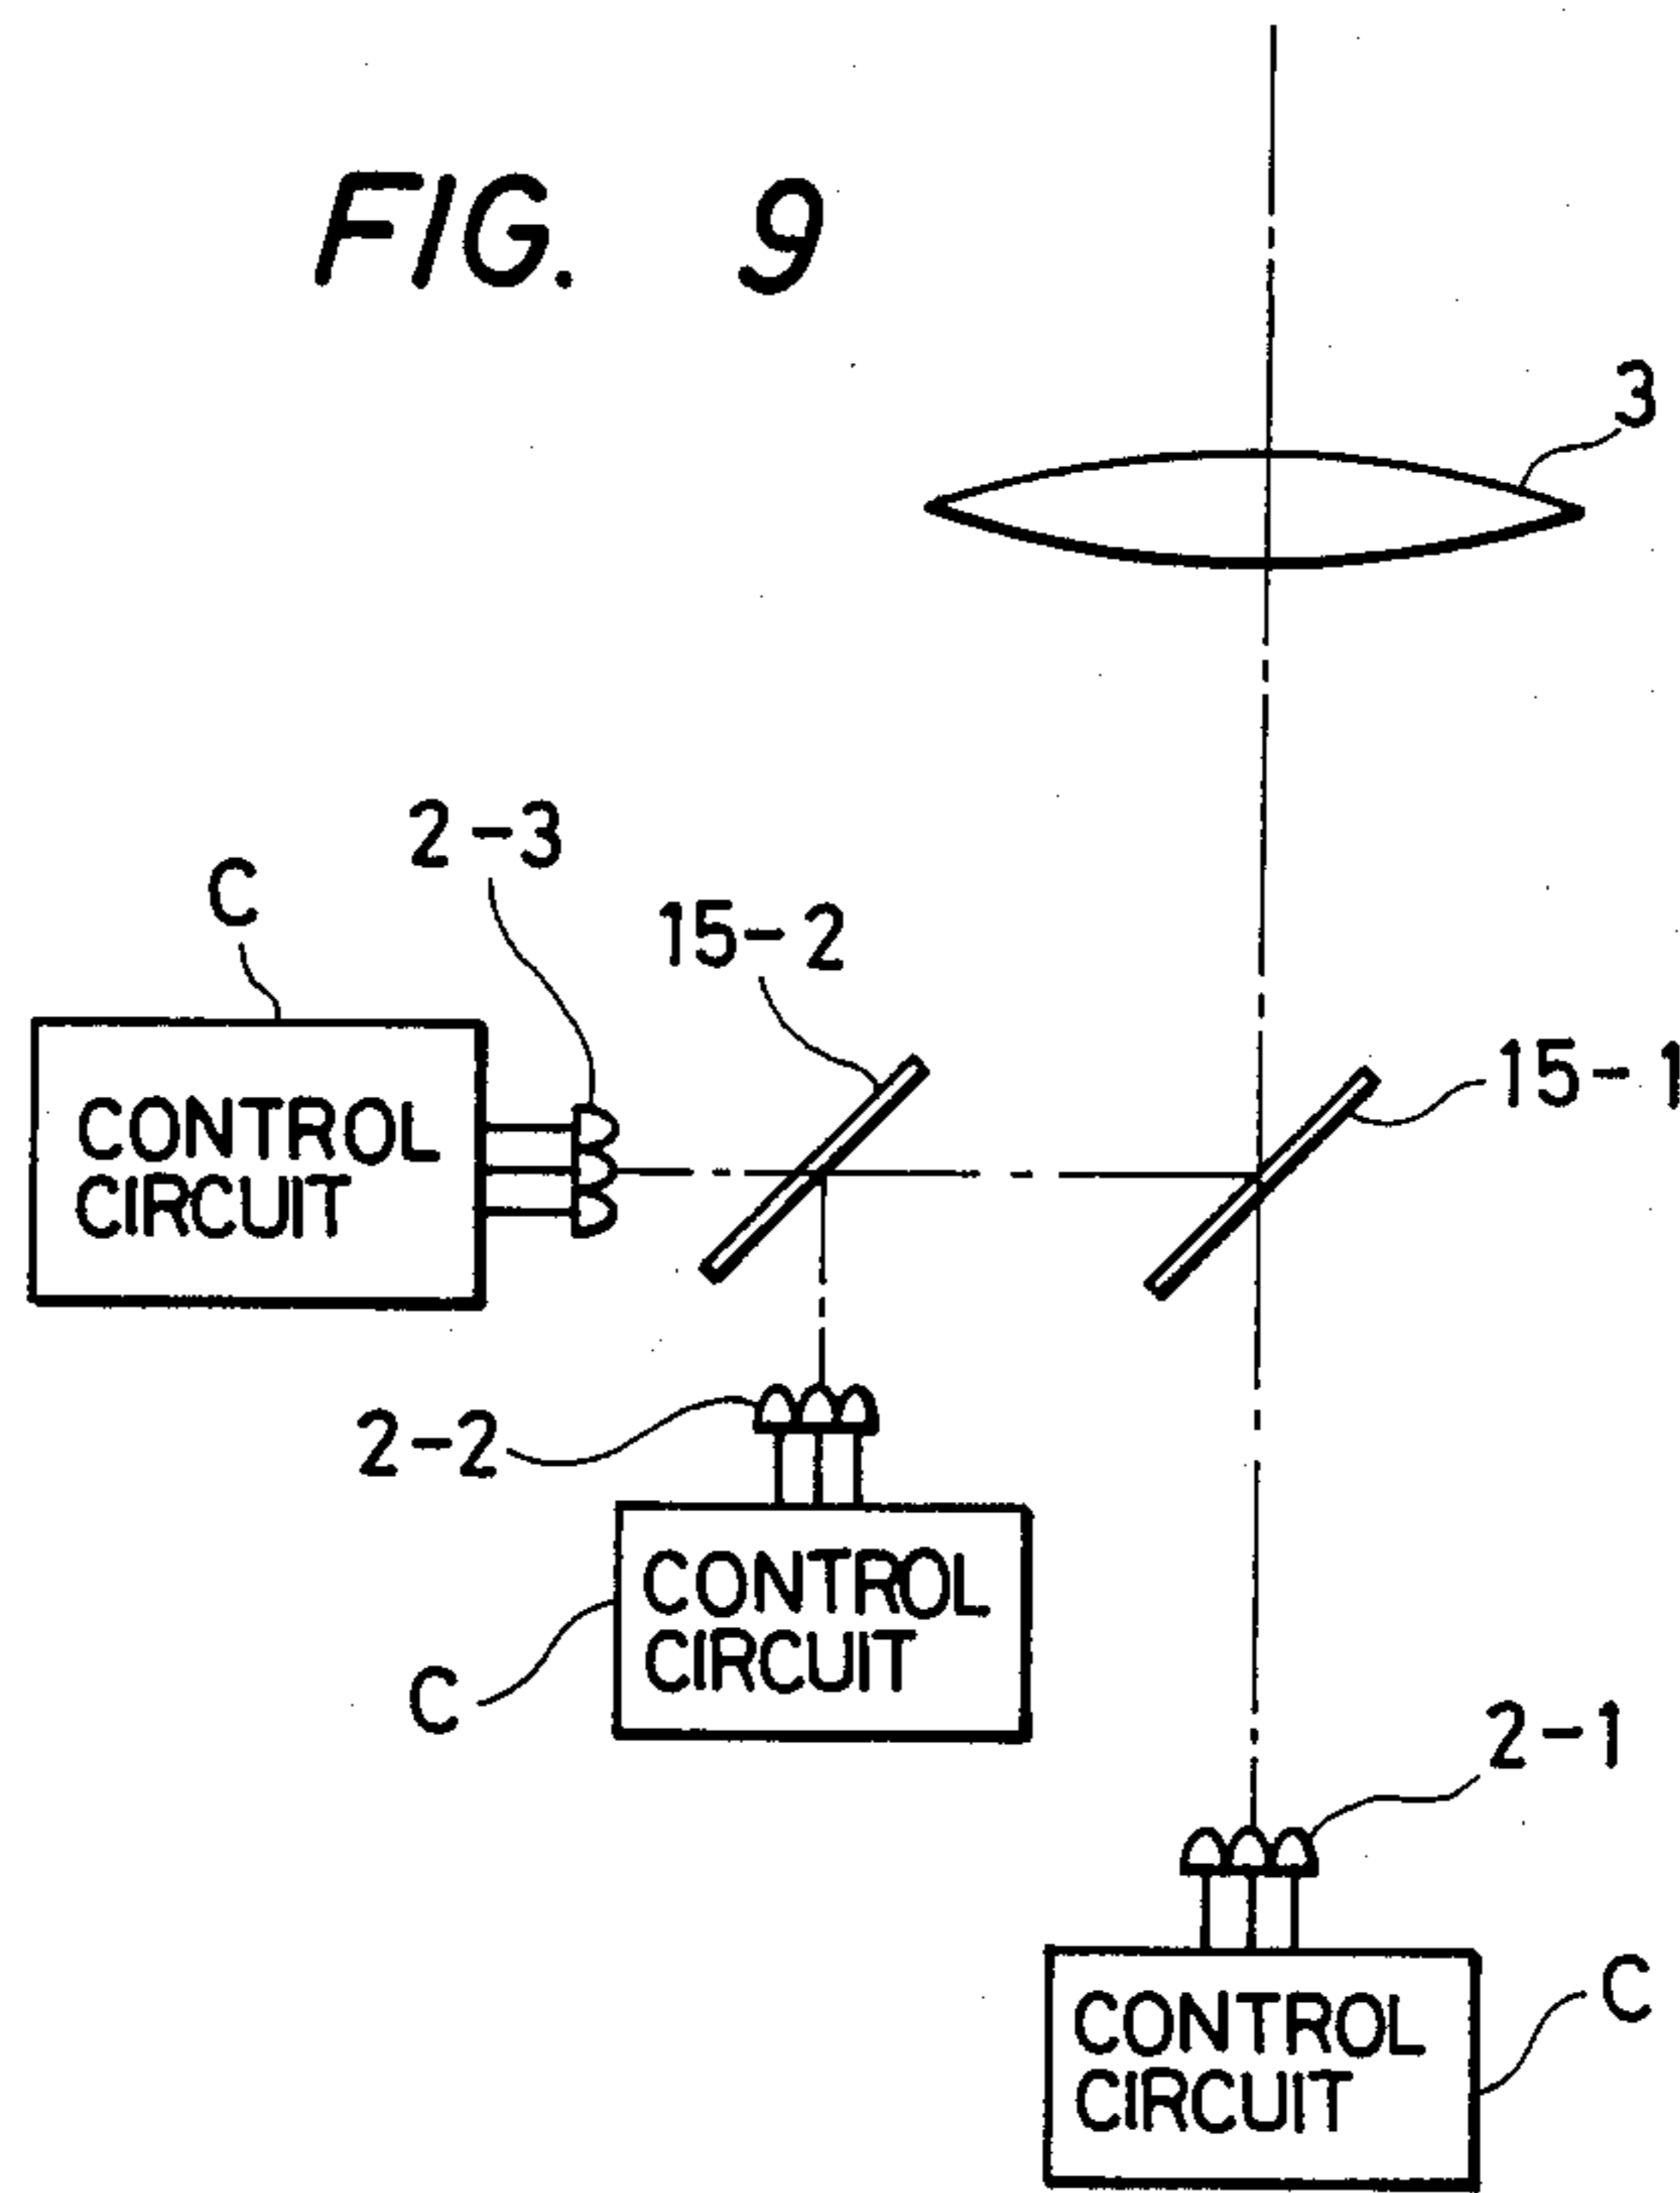 FIG. 9
3
2-3
C
15-2
15-1
CONTROL
CIRCUIT
2-2
CONTROL
CIRCUIT
C
2-1
C
CONTROL
CIRCUIT